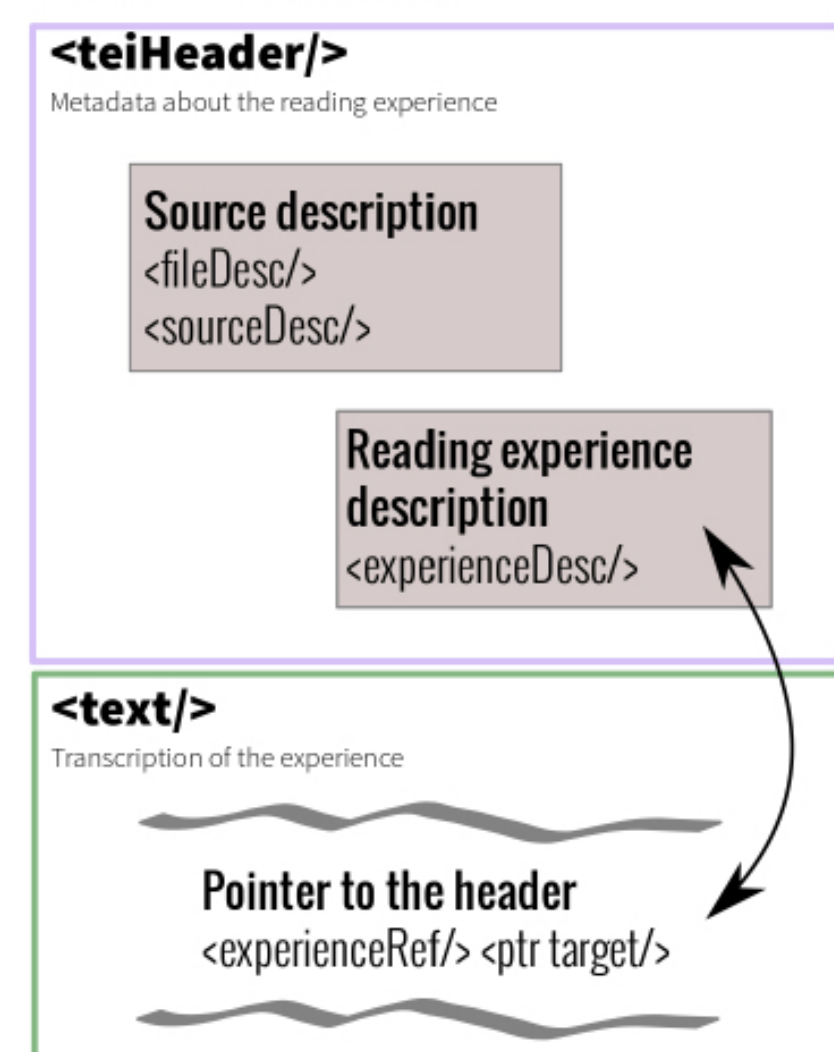 <teiHeader/>
Metadata about the reading experience
Source description
<fileDesc/>
<sourceDesc/>
Reading experience
description
<experienceDesc/>
<text/>
Transcription of the experience
Pointer to the header
<experienceRef/> <ptr target/>